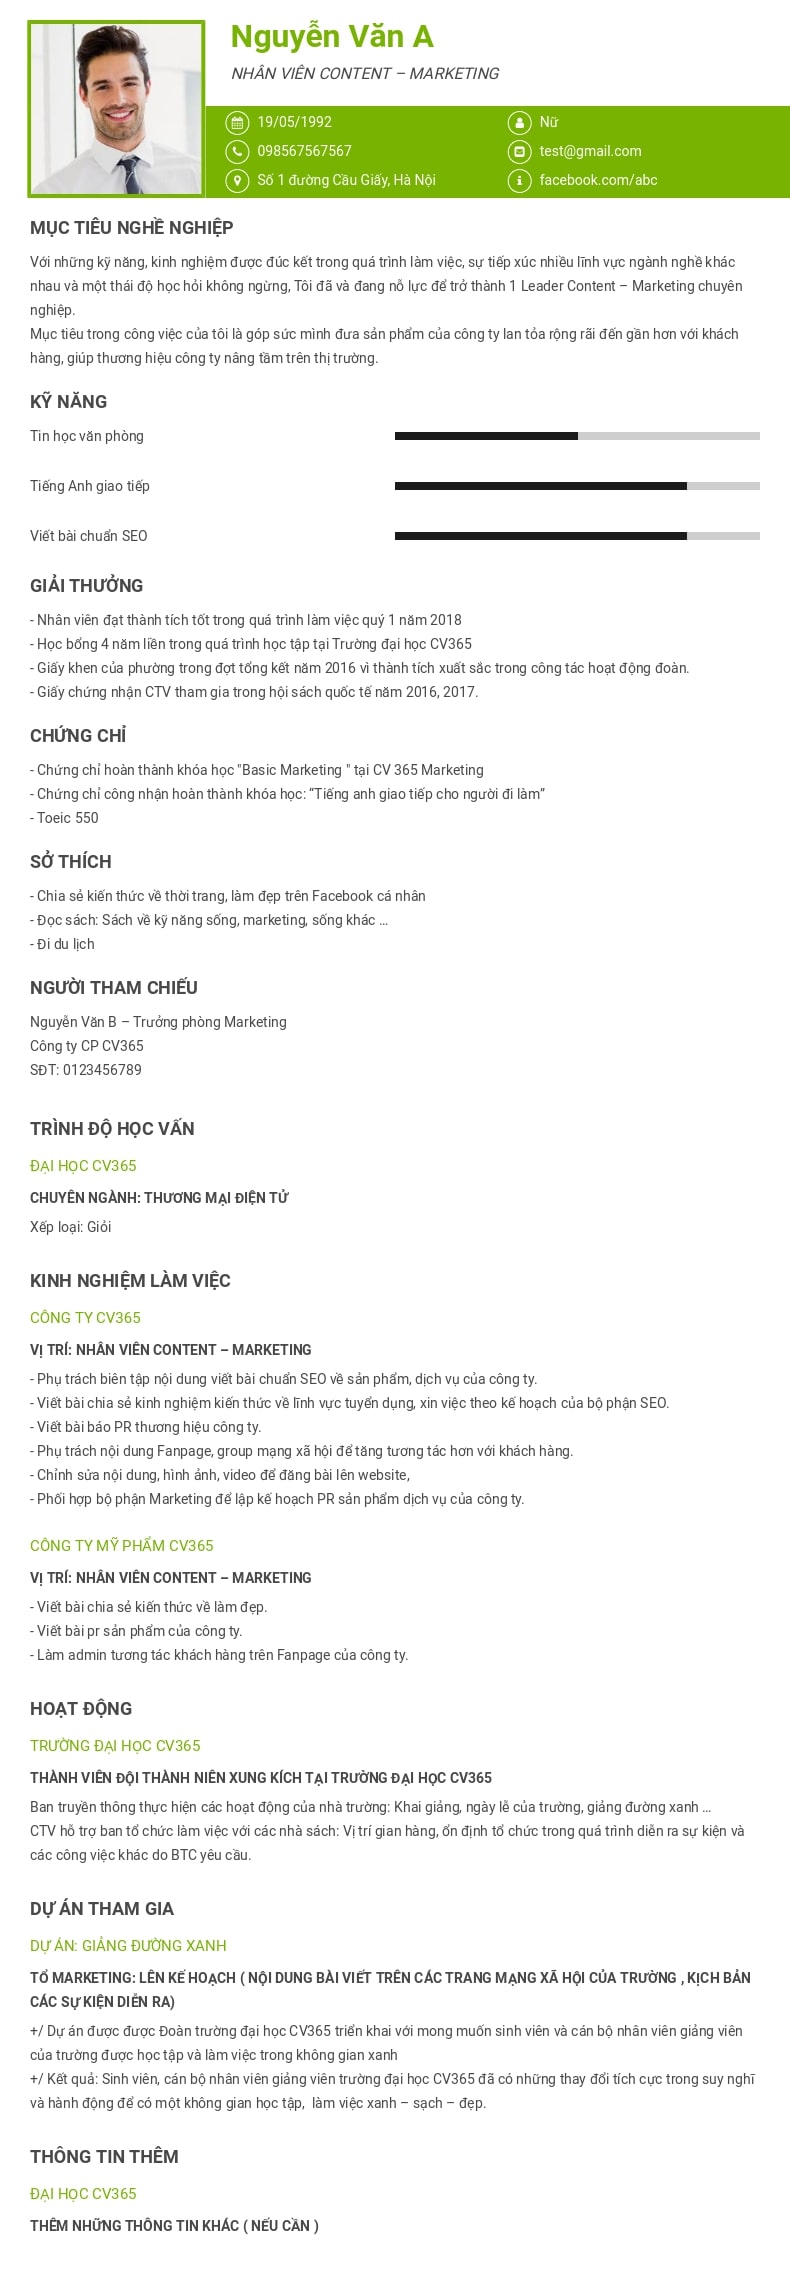 Nguyễn Văn A
NHÂN VIÊN CONTENT – MARKETING
19/05/1992
Nữ
098567567567
test@gmail.com
Số 1 đường Cầu Giấy, Hà Nội
facebook.com/abc
MỤC TIÊU NGHỀ NGHIỆP
Với những kỹ năng, kinh nghiệm được đúc kết trong quá trình làm việc, sự tiếp xúc nhiều lĩnh vực ngành nghề khác
nhau và một thái độ học hỏi không ngừng, Tôi đã và đang nỗ lực để trở thành 1 Leader Content – Marketing chuyên
nghiệp.
Mục tiêu trong công việc của tôi là góp sức mình đưa sản phẩm của công ty lan tỏa rộng rãi đến gần hơn với khách
hàng, giúp thương hiệu công ty nâng tầm trên thị trường.
KỸ NĂNG
Tin học văn phòng
Tiếng Anh giao tiếp
Viết bài chuẩn SEO
GIẢI THƯỞNG
- Nhân viên đạt thành tích tốt trong quá trình làm việc quý 1 năm 2018
- Học bổng 4 năm liền trong quá trình học tập tại Trường đại học CV365
- Giấy khen của phường trong đợt tổng kết năm 2016 vì thành tích xuất sắc trong công tác hoạt động đoàn.
- Giấy chứng nhận CTV tham gia trong hội sách quốc tế năm 2016, 2017.
CHỨNG CHỈ
- Chứng chỉ hoàn thành khóa học "Basic Marketing " tại CV 365 Marketing
- Chứng chỉ công nhận hoàn thành khóa học: “Tiếng anh giao tiếp cho người đi làm”
- Toeic 550
SỞ THÍCH
- Chia sẻ kiến thức về thời trang, làm đẹp trên Facebook cá nhân
- Đọc sách: Sách về kỹ năng sống, marketing, sống khác ...
- Đi du lịch
NGƯỜI THAM CHIẾU
Nguyễn Văn B – Trưởng phòng Marketing
Công ty CP CV365
SĐT: 0123456789
TRÌNH ĐỘ HỌC VẤN
ĐẠI HỌC CV365
CHUYÊN NGÀNH: THƯƠNG MẠI ĐIỆN TỬ
Xếp loại: Giỏi
KINH NGHIỆM LÀM VIỆC
CÔNG TY CV365
VỊ TRÍ: NHÂN VIÊN CONTENT – MARKETING
- Phụ trách biên tập nội dung viết bài chuẩn SEO về sản phẩm, dịch vụ của công ty.
- Viết bài chia sẻ kinh nghiệm kiến thức về lĩnh vực tuyển dụng, xin việc theo kế hoạch của bộ phận SEO.
- Viết bài báo PR thương hiệu công ty.
- Phụ trách nội dung Fanpage, group mạng xã hội để tăng tương tác hơn với khách hàng.
- Chỉnh sửa nội dung, hình ảnh, video để đăng bài lên website,
- Phối hợp bộ phận Marketing để lập kế hoạch PR sản phẩm dịch vụ của công ty.
CÔNG TY MỸ PHẨM CV365
VỊ TRÍ: NHÂN VIÊN CONTENT – MARKETING
- Viết bài chia sẻ kiến thức về làm đẹp.
- Viết bài pr sản phẩm của công ty.
- Làm admin tương tác khách hàng trên Fanpage của công ty.
HOẠT ĐỘNG
TRƯỜNG ĐẠI HỌC CV365
THÀNH VIÊN ĐỘI THÀNH NIÊN XUNG KÍCH TẠI TRƯỜNG ĐẠI HỌC CV365
Ban truyền thông thực hiện các hoạt động của nhà trường: Khai giảng, ngày lễ của trường, giảng đường xanh ...
CTV hỗ trợ ban tổ chức làm việc với các nhà sách: Vị trí gian hàng, ổn định tổ chức trong quá trình diễn ra sự kiện và
các công việc khác do BTC yêu cầu.
DỰ ÁN THAM GIA
DỰ ÁN: GIẢNG ĐƯỜNG XANH
TỔ MARKETING: LÊN KẾ HOẠCH ( NỘI DUNG BÀI VIẾT TRÊN CÁC TRANG MẠNG XÃ HỘI CỦA TRƯỜNG , KỊCH BẢN
CÁC SỰ KIỆN DIỄN RA)
+/ Dự án được được Đoàn trường đại học CV365 triển khai với mong muốn sinh viên và cán bộ nhân viên giảng viên
của trường được học tập và làm việc trong không gian xanh
+/ Kết quả: Sinh viên, cán bộ nhân viên giảng viên trường đại học CV365 đã có những thay đổi tích cực trong suy nghĩ
và hành động để có một không gian học tập,  làm việc xanh – sạch – đẹp.
THÔNG TIN THÊM
ĐẠI HỌC CV365
THÊM NHỮNG THÔNG TIN KHÁC ( NẾU CẦN )